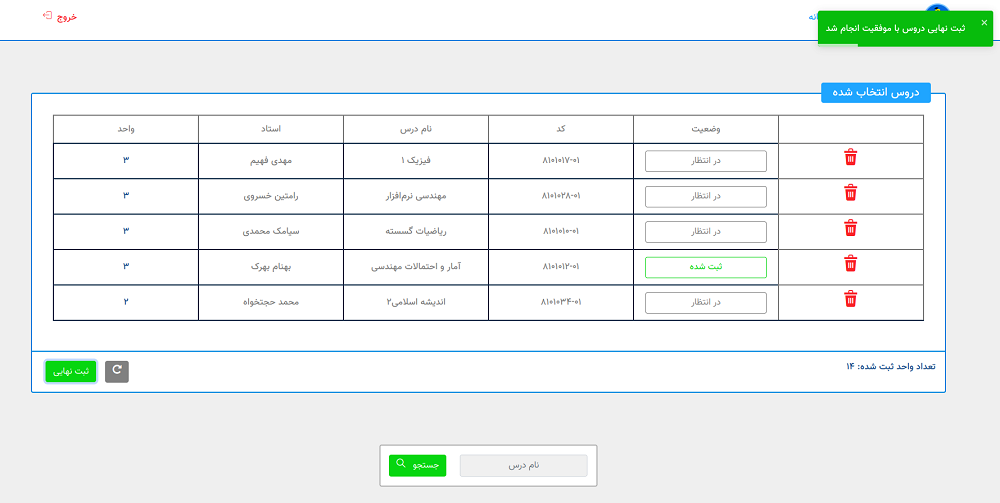 خروج
ثبت نهایی دروس با موفقیت انجام شد
دروس انتخاب شده
وضعیت کد نام درس استاد واحد
در انتظار ۸۱۰۱۰۱۷-۰۱ فیزیک ۱ مهدی فهیم ۳
در انتظار ۸۱۰۱۰۲۸-۰۱ مهندسی نرم‌افزار رامتین خسروی ۳
در انتظار ۸۱۰۱۰۱۰-۰۱ ریاضیات گسسته سیامک محمدی ۳
ثبت شده ۸۱۰۱۰۱۲-۰۱ آمار و احتمالات مهندسی بهنام بهرک ۳
در انتظار ۸۱۰۱۰۳۴-۰۱ اندیشه اسلامی۲ محمد حجتخواه ۲
تعداد واحد ثبت شده: ۱۴
ثبت نهایی
نام درس
جستجو